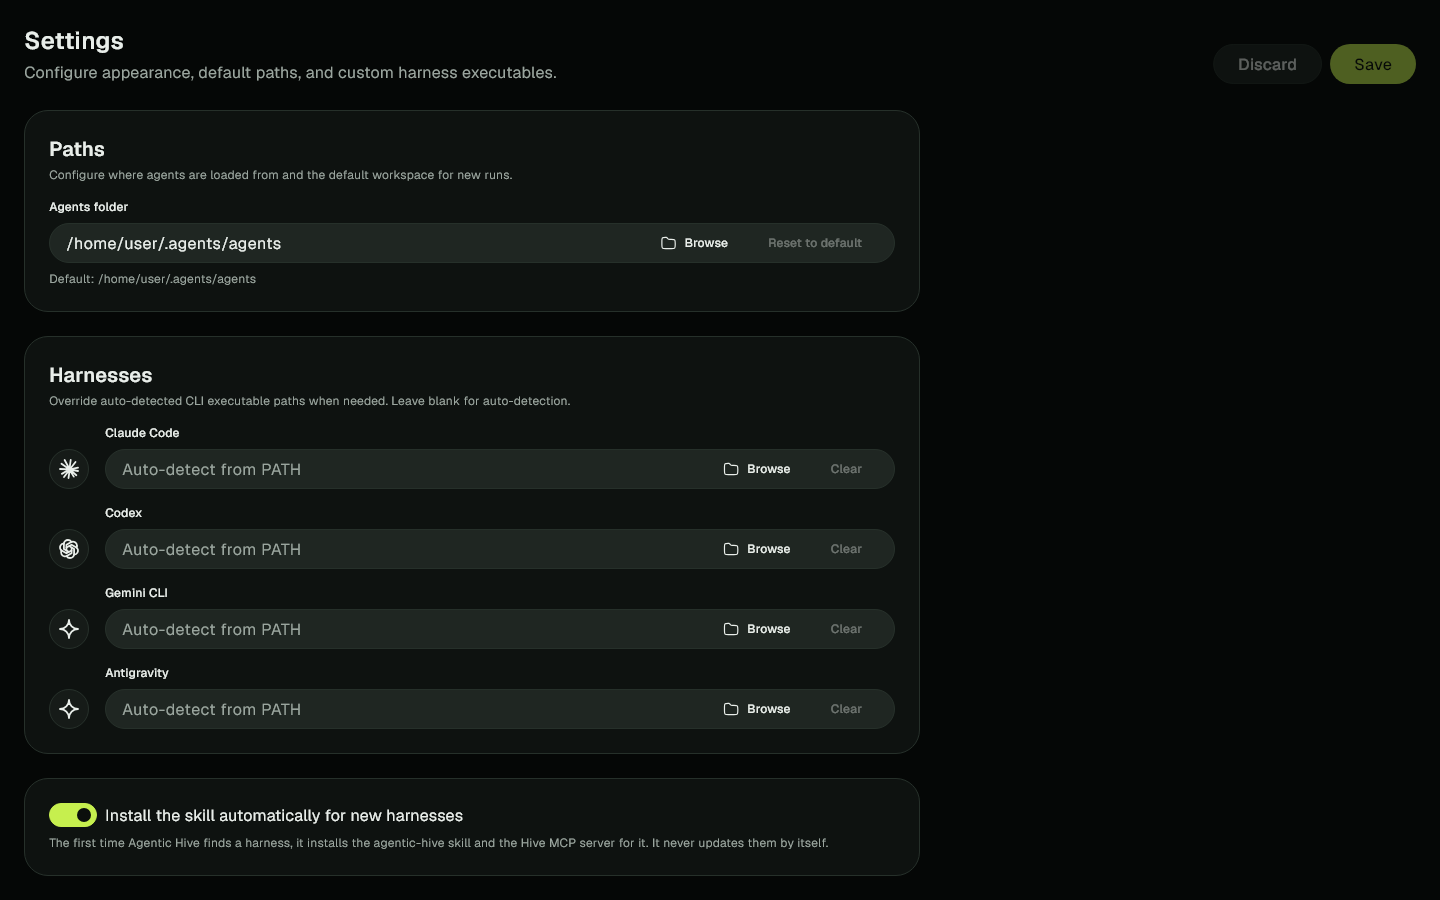 Settings
Configure appearance, default paths, and custom harness executables.
Discard
Save
Paths
Configure where agents are loaded from and the default workspace for new runs.
Agents folder
/home/user/.agents/agents
Browse
Reset to default
Default: /home/user/.agents/agents
Harnesses
Override auto-detected CLI executable paths when needed. Leave blank for auto-detection.
Claude Code
Auto-detect from PATH
Browse
Clear
Codex
Auto-detect from PATH
Browse
Clear
Gemini CLI
Auto-detect from PATH
Browse
Clear
Antigravity
Auto-detect from PATH
Browse
Clear
Install the skill automatically for new harnesses
The first time Agentic Hive finds a harness, it installs the agentic-hive skill and the Hive MCP server for it. It never updates them by itself.